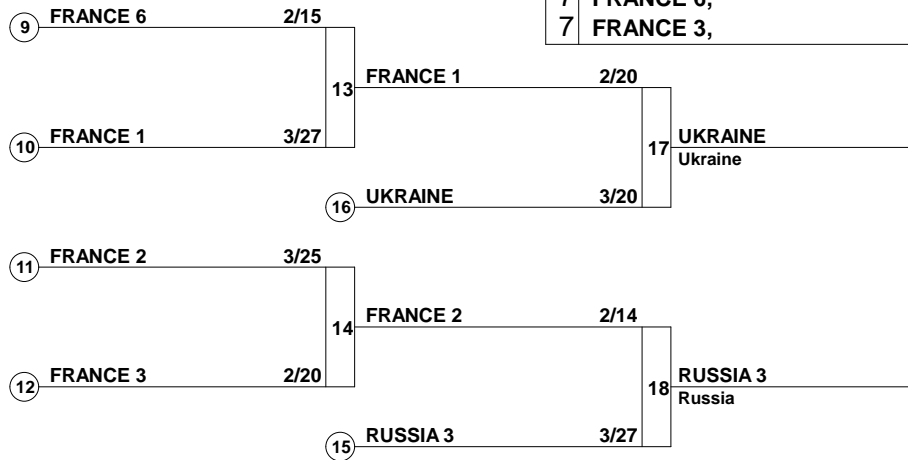 7 FRANCE 6,
7 FRANCE 3,
9 FRANCE 6 2/15
13 FRANCE 1 2/20
10 FRANCE 1 3/27
17 UKRAINE
Ukraine
16 UKRAINE 3/20
11 FRANCE 2 3/25
14 FRANCE 2 2/14
12 FRANCE 3 2/20
18 RUSSIA 3
Russia
15 RUSSIA 3 3/27